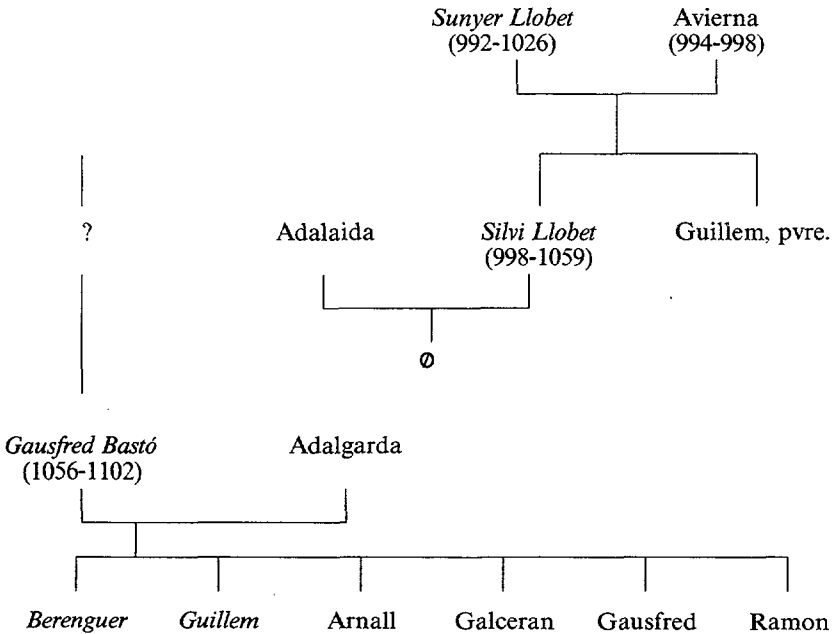 Sunyer Llobet Avierna
(992-1026) (994-998)
? Adalaida Silvi Llobet Guillem, pvre.
(998-1059)
Ø
Gausfred Bastó Adalgarda
(1056-1102)
Berenguer Guillem Arnall Galceran Gausfred Ramon